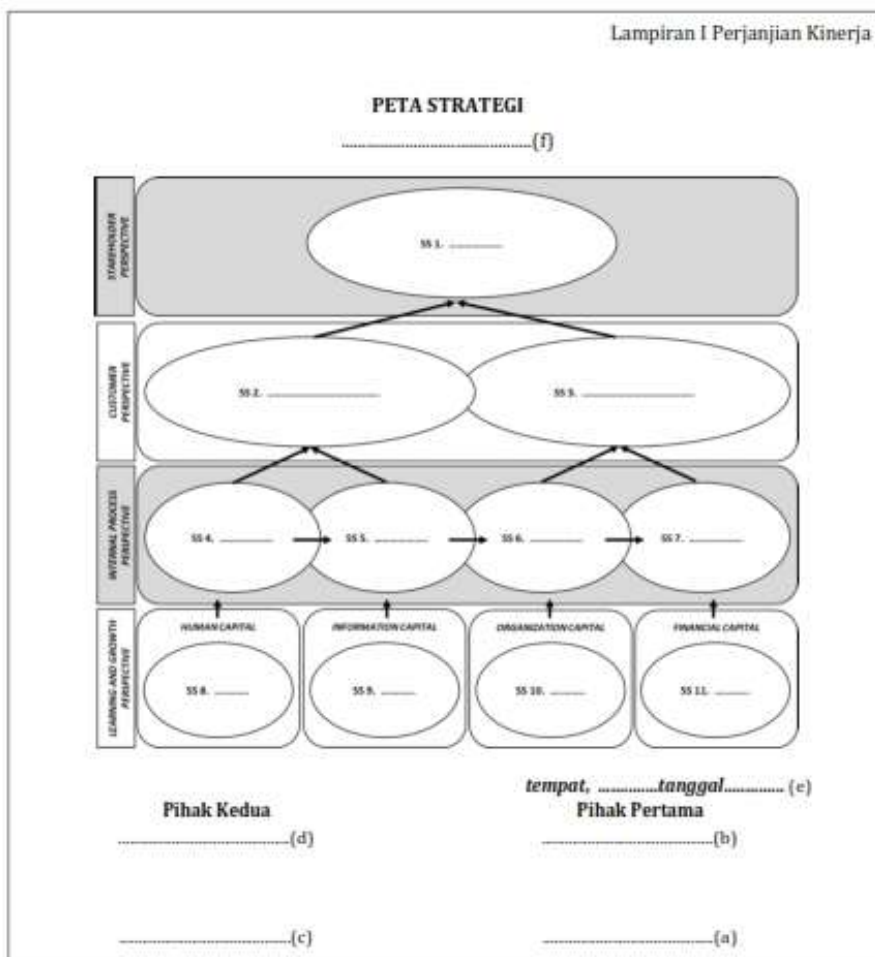 Lampiran I Perjanjian Kinerja
PETA STRATEGI
........................................(f)
STAKEHOLDER
PERSPECTIVE
SS 1. ................
CUSTOMER
PERSPECTIVE
SS 2. ................................
SS 3. ................................
INTERNAL PROCESS
PERSPECTIVE
SS 4. ................
SS 5. ................
SS 6. ................
SS 7. ................
LEARNING AND GROWTH
PERSPECTIVE
HUMAN CAPITAL
INFORMATION CAPITAL
ORGANIZATION CAPITAL
FINANCIAL CAPITAL
SS 8. ..........
SS 9. ..........
SS 10. ..........
SS 11. ..........
tempat, ..............tanggal.............. (e)
Pihak Kedua
Pihak Pertama
........................................(d)
........................................(b)
........................................(c)
........................................(a)